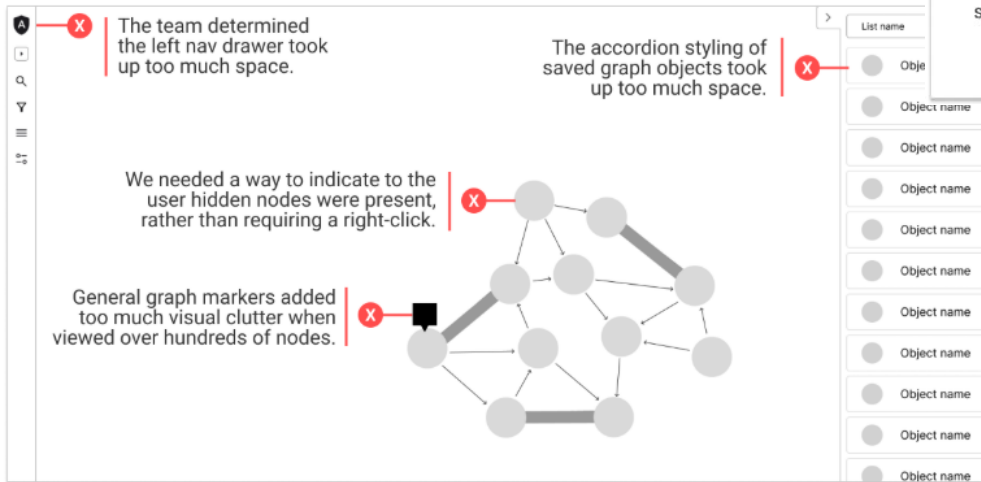 A
X
The team determined
the left nav drawer took
up too much space.
The accordion styling of
saved graph objects took
up too much space.
X
We needed a way to indicate to the
user hidden nodes were present,
rather than requiring a right-click.
X
General graph markers added
too much visual clutter when
viewed over hundreds of nodes.
X
List name
S
Obje
Object name
Object name
Object name
Object name
Object name
Object name
Object name
Object name
Object name
Object name